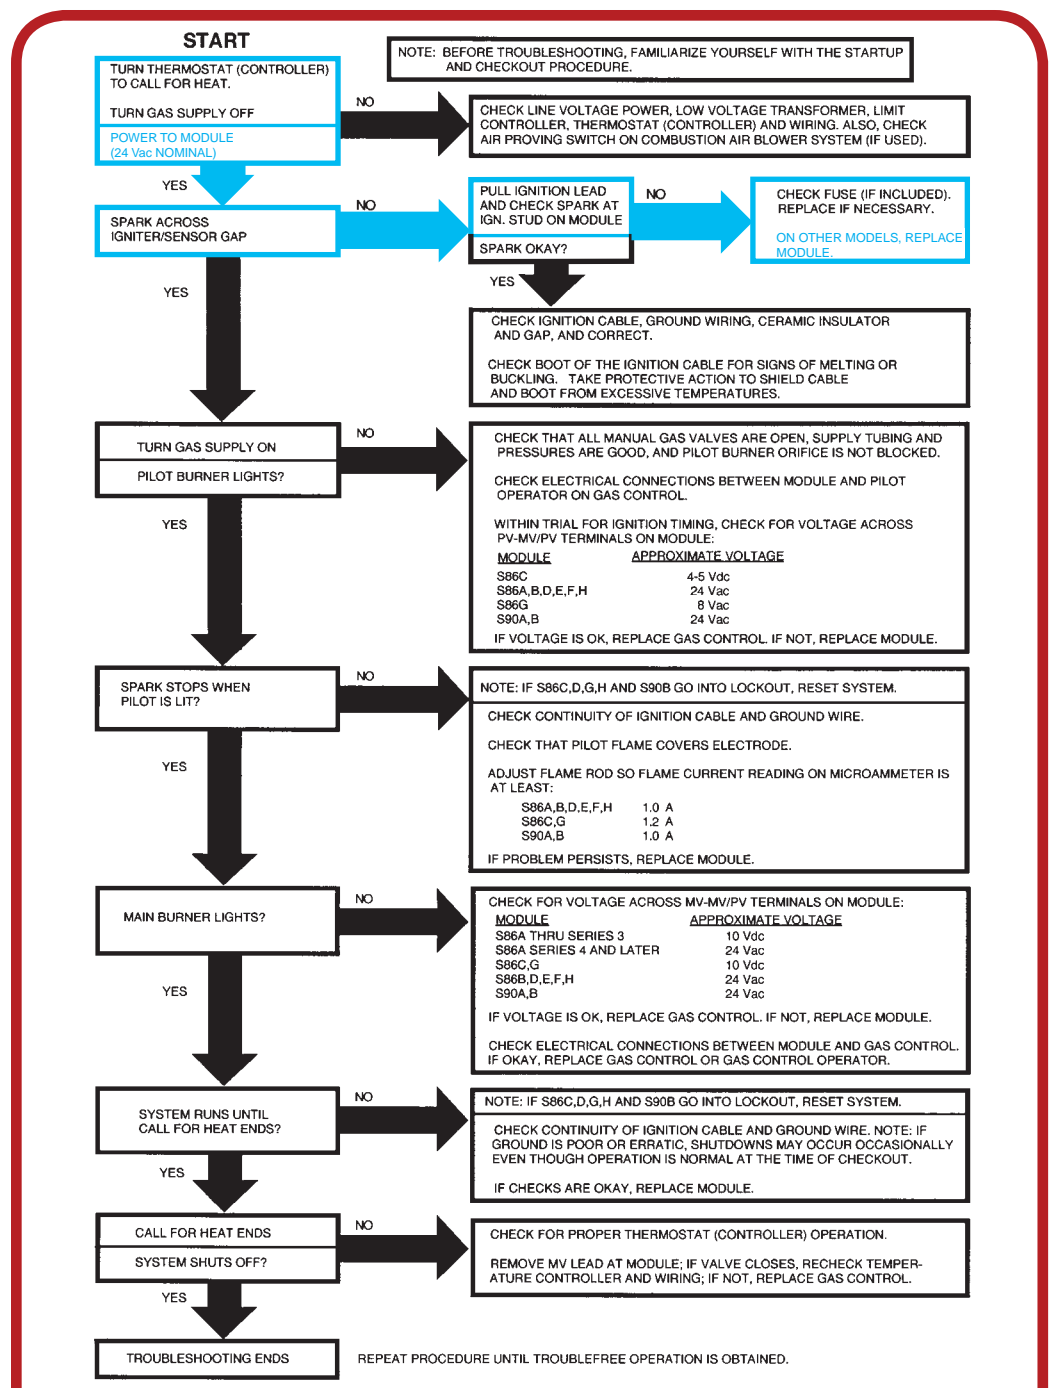 START
NOTE: BEFORE TROUBLESHOOTING, FAMILIARIZE YOURSELF WITH THE STARTUP
AND CHECKOUT PROCEDURE.
TURN THERMOSTAT (CONTROLLER)
TO CALL FOR HEAT.
TURN GAS SUPPLY OFF
POWER TO MODULE
(24 Vac NOMINAL)
NO
CHECK LINE VOLTAGE POWER, LOW VOLTAGE TRANSFORMER, LIMIT
CONTROLLER, THERMOSTAT (CONTROLLER) AND WIRING. ALSO, CHECK
AIR PROVING SWITCH ON COMBUSTION AIR BLOWER SYSTEM (IF USED).
YES
SPARK ACROSS
IGNITER/SENSOR GAP
NO
PULL IGNITION LEAD
AND CHECK SPARK AT
IGN. STUD ON MODULE
SPARK OKAY?
NO
CHECK FUSE (IF INCLUDED).
REPLACE IF NECESSARY.
ON OTHER MODELS, REPLACE
MODULE.
YES
YES
CHECK IGNITION CABLE, GROUND WIRING, CERAMIC INSULATOR
AND GAP, AND CORRECT.
CHECK BOOT OF THE IGNITION CABLE FOR SIGNS OF MELTING OR
BUCKLING. TAKE PROTECTIVE ACTION TO SHIELD CABLE
AND BOOT FROM EXCESSIVE TEMPERATURES.
TURN GAS SUPPLY ON
PILOT BURNER LIGHTS?
NO
CHECK THAT ALL MANUAL GAS VALVES ARE OPEN, SUPPLY TUBING AND
PRESSURES ARE GOOD, AND PILOT BURNER ORIFICE IS NOT BLOCKED.
CHECK ELECTRICAL CONNECTIONS BETWEEN MODULE AND PILOT
OPERATOR ON GAS CONTROL.
WITHIN TRIAL FOR IGNITION TIMING, CHECK FOR VOLTAGE ACROSS
PV-MV/PV TERMINALS ON MODULE:
MODULE APPROXIMATE VOLTAGE
S86C 4-5 Vdc
S86A,B,D,E,F,H 24 Vac
S86G 8 Vac
S90A,B 24 Vac
IF VOLTAGE IS OK, REPLACE GAS CONTROL. IF NOT, REPLACE MODULE.
YES
SPARK STOPS WHEN
PILOT IS LIT?
NO
NOTE: IF S86C,D,G,H AND S90B GO INTO LOCKOUT, RESET SYSTEM.
CHECK CONTINUITY OF IGNITION CABLE AND GROUND WIRE.
CHECK THAT PILOT FLAME COVERS ELECTRODE.
ADJUST FLAME ROD SO FLAME CURRENT READING ON MICROAMMETER IS
AT LEAST:
S86A,B,D,E,F,H 1.0 A
S86C,G 1.2 A
S90A,B 1.0 A
IF PROBLEM PERSISTS, REPLACE MODULE.
YES
MAIN BURNER LIGHTS?
NO
CHECK FOR VOLTAGE ACROSS MV-MV/PV TERMINALS ON MODULE:
MODULE APPROXIMATE VOLTAGE
S86A THRU SERIES 3 10 Vdc
S86A SERIES 4 AND LATER 24 Vac
S86C,G 10 Vdc
S86B,D,E,F,H 24 Vac
S90A,B 24 Vac
IF VOLTAGE IS OK, REPLACE GAS CONTROL. IF NOT, REPLACE MODULE.
CHECK ELECTRICAL CONNECTIONS BETWEEN MODULE AND GAS CONTROL.
IF OKAY, REPLACE GAS CONTROL OR GAS CONTROL OPERATOR.
YES
SYSTEM RUNS UNTIL
CALL FOR HEAT ENDS?
NO
NOTE: IF S86C,D,G,H AND S90B GO INTO LOCKOUT, RESET SYSTEM.
CHECK CONTINUITY OF IGNITION CABLE AND GROUND WIRE. NOTE: IF
GROUND IS POOR OR ERRATIC, SHUTDOWNS MAY OCCUR OCCASIONALLY
EVEN THOUGH OPERATION IS NORMAL AT THE TIME OF CHECKOUT.
IF CHECKS ARE OKAY, REPLACE MODULE.
YES
CALL FOR HEAT ENDS
SYSTEM SHUTS OFF?
NO
CHECK FOR PROPER THERMOSTAT (CONTROLLER) OPERATION.
REMOVE MV LEAD AT MODULE; IF VALVE CLOSES, RECHECK TEMPER-
ATURE CONTROLLER AND WIRING; IF NOT, REPLACE GAS CONTROL.
YES
TROUBLESHOOTING ENDS
REPEAT PROCEDURE UNTIL TROUBLEFREE OPERATION IS OBTAINED.